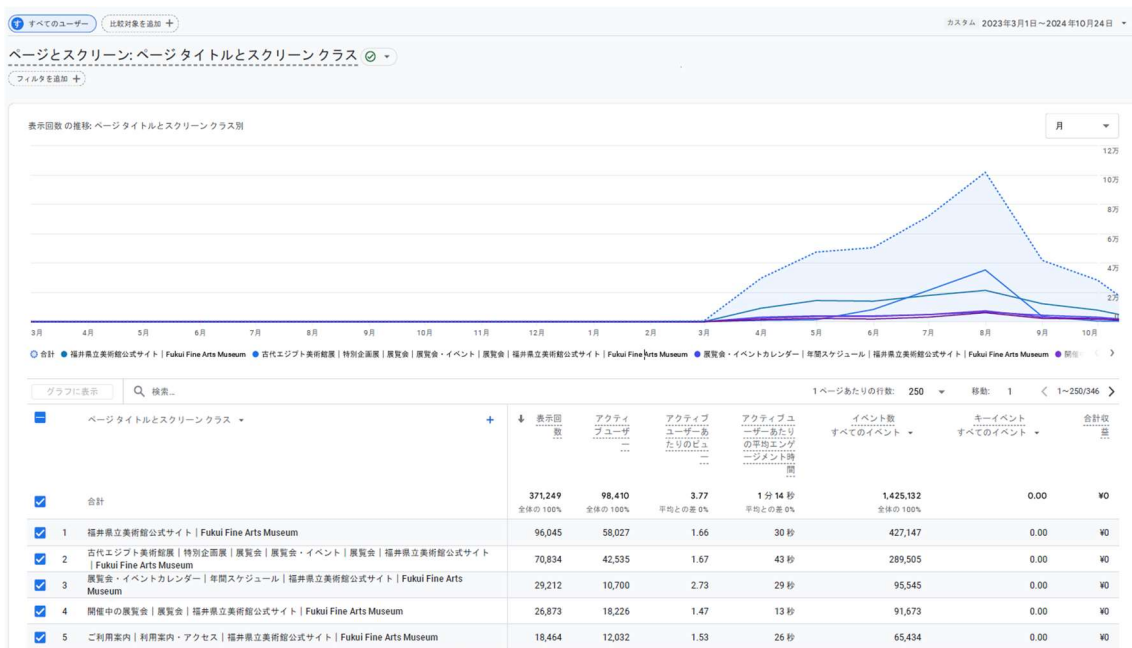 す すべてのユーザー 比較対象を追加 +
カスタム 2023年3月1日～2024年10月24日
ページとスクリーン: ページ タイトルとスクリーン クラス
フィルタを追加 +
表示回数 の推移: ページ タイトルとスクリーン クラス別
月
12万
10万
8万
6万
4万
2万
3月 4月 5月 6月 7月 8月 9月 10月 11月 12月 1月 2月 3月 4月 5月 6月 7月 8月 9月 10月
合計 福井県立美術館公式サイト | Fukui Fine Arts Museum 古代エジプト美術館展 | 特別企画展 | 展覧会 | 展覧会・イベント | 展覧会 | 福井県立美術館公式サイト | Fukui Fine Arts Museum 展覧会・イベントカレンダー | 年間スケジュール | 福井県立美術館公式サイト | Fukui Fine Arts Museum 開催
グラフに表示 検索... 1 ページあたりの行数: 250 移動: 1 1~250/346
ページ タイトルとスクリーン クラス +
↓ 表示回
数
アクティ
ブ ユーザ
ー
アクティブ
ユーザーあ
たりのビュ
ー
アクティブ ユ
ーザーあたり
の平均エンゲ
ージメント時
間
イベント数
すべてのイベント
キーイベント
すべてのイベント
合計収
益
合計 371,249 98,410 3.77 1 分 14 秒 1,425,132 0.00 ¥0
全体の 100% 全体の 100% 平均との差 0% 平均との差 0% 全体の 100%
1 福井県立美術館公式サイト | Fukui Fine Arts Museum 96,045 58,027 1.66 30 秒 427,147 0.00 ¥0
2 古代エジプト美術館展 | 特別企画展 | 展覧会 | 展覧会・イベント | 展覧会 | 福井県立美術館公式サイト 70,834 42,535 1.67 43 秒 289,505 0.00 ¥0
| Fukui Fine Arts Museum
3 展覧会・イベントカレンダー | 年間スケジュール | 福井県立美術館公式サイト | Fukui Fine Arts 29,212 10,700 2.73 29 秒 95,545 0.00 ¥0
Museum
4 開催中の展覧会 | 展覧会 | 福井県立美術館公式サイト | Fukui Fine Arts Museum 26,873 18,226 1.47 13 秒 91,673 0.00 ¥0
5 ご利用案内 | 利用案内・アクセス | 福井県立美術館公式サイト | Fukui Fine Arts Museum 18,464 12,032 1.53 26 秒 65,434 0.00 ¥0